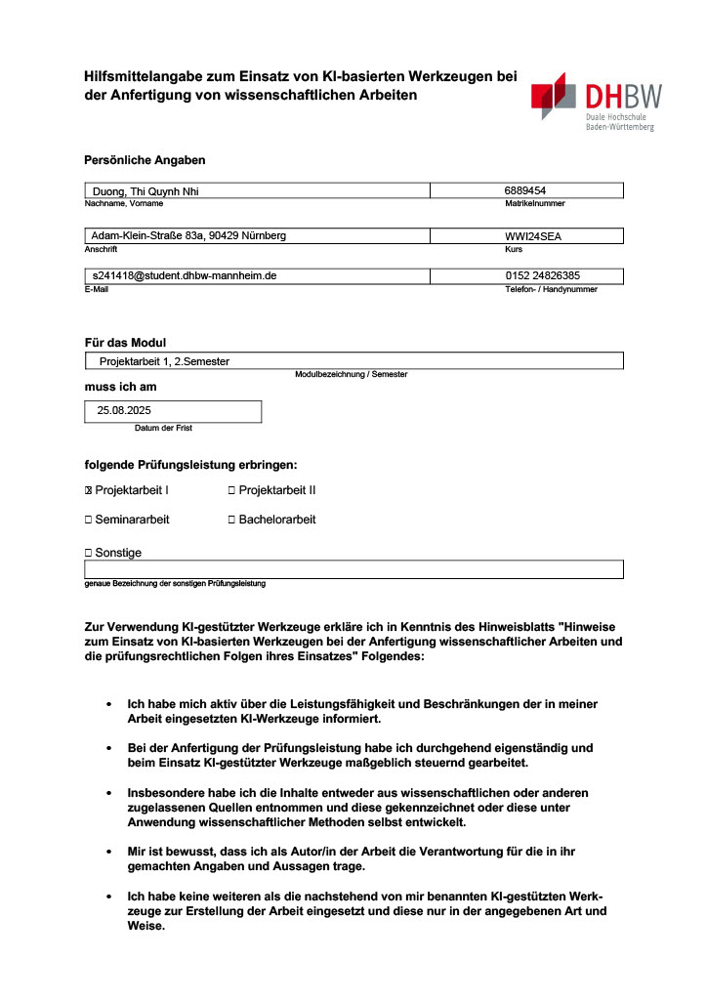 Hilfsmittelangabe zum Einsatz von KI-basierten Werkzeugen bei
der Anfertigung von wissenschaftlichen Arbeiten
DHBW
Duale Hochschule
Baden-Württemberg
Persönliche Angaben
Duong, Thi Quynh Nhi 6889454
Nachname, Vorname Matrikelnummer
Adam-Klein-Straße 83a, 90429 Nürnberg WWI24SEA
Anschrift Kurs
s241418@student.dhbw-mannheim.de 0152 24826385
E-Mail Telefon- / Handynummer
Für das Modul
Projektarbeit 1, 2.Semester
Modulbezeichnung / Semester
muss ich am
25.08.2025
Datum der Frist
folgende Prüfungsleistung erbringen:
☒ Projektarbeit I ☐ Projektarbeit II
☐ Seminararbeit ☐ Bachelorarbeit
☐ Sonstige
genaue Bezeichnung der sonstigen Prüfungsleistung
Zur Verwendung KI-gestützter Werkzeuge erkläre ich in Kenntnis des Hinweisblatts "Hinweise
zum Einsatz von KI-basierten Werkzeugen bei der Anfertigung wissenschaftlicher Arbeiten und
die prüfungsrechtlichen Folgen ihres Einsatzes" Folgendes:
• Ich habe mich aktiv über die Leistungsfähigkeit und Beschränkungen der in meiner
Arbeit eingesetzten KI-Werkzeuge informiert.
• Bei der Anfertigung der Prüfungsleistung habe ich durchgehend eigenständig und
beim Einsatz KI-gestützter Werkzeuge maßgeblich steuernd gearbeitet.
• Insbesondere habe ich die Inhalte entweder aus wissenschaftlichen oder anderen
zugelassenen Quellen entnommen und diese gekennzeichnet oder diese unter
Anwendung wissenschaftlicher Methoden selbst entwickelt.
• Mir ist bewusst, dass ich als Autor/in der Arbeit die Verantwortung für die in ihr
gemachten Angaben und Aussagen trage.
• Ich habe keine weiteren als die nachstehend von mir benannten KI-gestützten Werk-
zeuge zur Erstellung der Arbeit eingesetzt und diese nur in der angegebenen Art und
Weise.